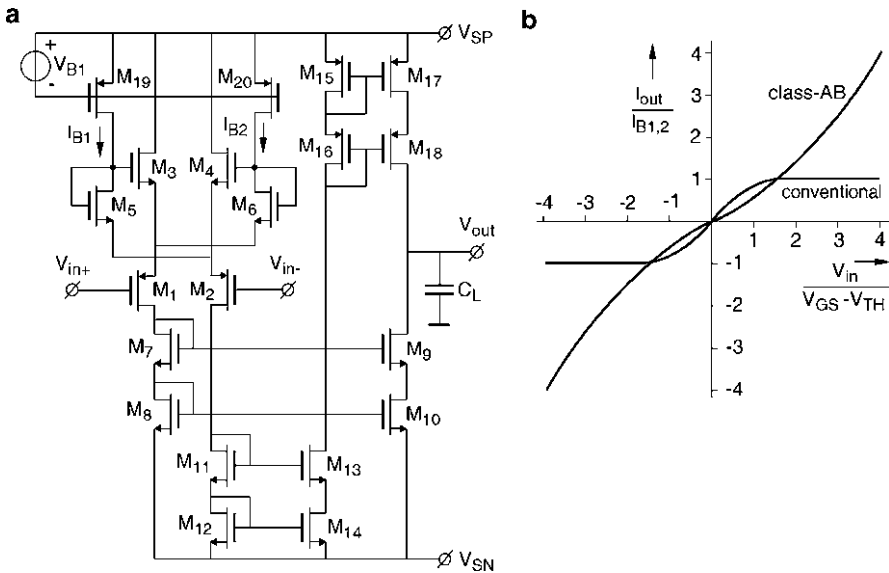 a
V_SP
+
V_B1
-
M_19
M_20
M_15
M_17
I_B1
I_B2
M_16
M_18
M_3
M_4
M_5
M_6
V_out
V_in+
V_in-
M_1
M_2
C_L
M_7
M_9
M_8
M_10
M_11
M_13
M_12
M_14
V_SN
b
I_out
I_B1,2
4
3
2
1
class-AB
conventional
-4 -3 -2 -1
1 2 3 4
-1
-2
-3
-4
V_in
V_GS-V_TH